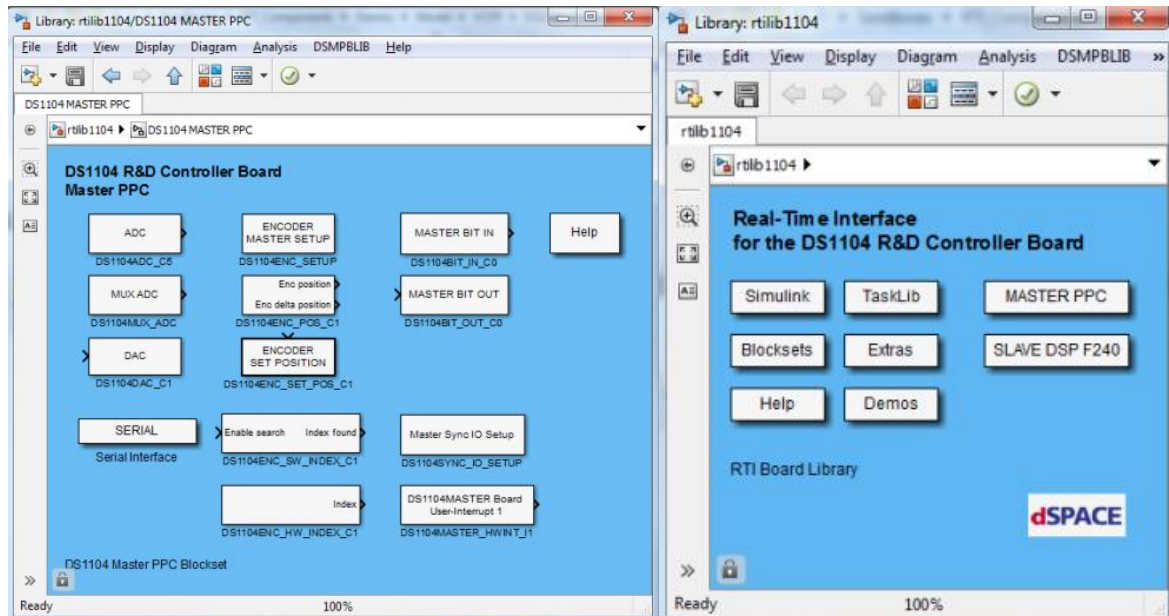 Library: rtilib1104/DS1104 MASTER PPC
File Edit View Display Diagram Analysis DSMPBLIB Help
DS1104 MASTER PPC
rtilib1104 DS1104 MASTER PPC
DS1104 R&D Controller Board
Master PPC
ADC
DS1104ADC_C5
ENCODER
MASTER SETUP
DS1104ENC_SETUP
MASTER BIT IN
DS1104BIT_IN_C0
Help
MUX ADC
DS1104MUX_ADC
Enc position
Enc delta position
DS1104ENC_POS_C1
MASTER BIT OUT
DS1104BIT_OUT_C0
DAC
DS1104DAC_C1
ENCODER
SET POSITION
DS1104ENC_SET_POS_C1
SERIAL
Serial Interface
Enable search Index found
DS1104ENC_SW_INDEX_C1
Master Sync IO Setup
DS1104SYNC_IO_SETUP
Index
DS1104ENC_HW_INDEX_C1
DS1104MASTER Board
User-Interrupt 1
DS1104MASTER_HWINT_I1
DS1104 Master PPC Blockset
Ready 100%
Library: rtilib1104
File Edit View Display Diagram Analysis DSMPBLIB
rtilib1104
rtilib1104
Real-Time Interface
for the DS1104 R&D Controller Board
Simulink TaskLib MASTER PPC
Blocksets Extras SLAVE DSP F240
Help Demos
RTI Board Library
dSPACE
Ready 100%